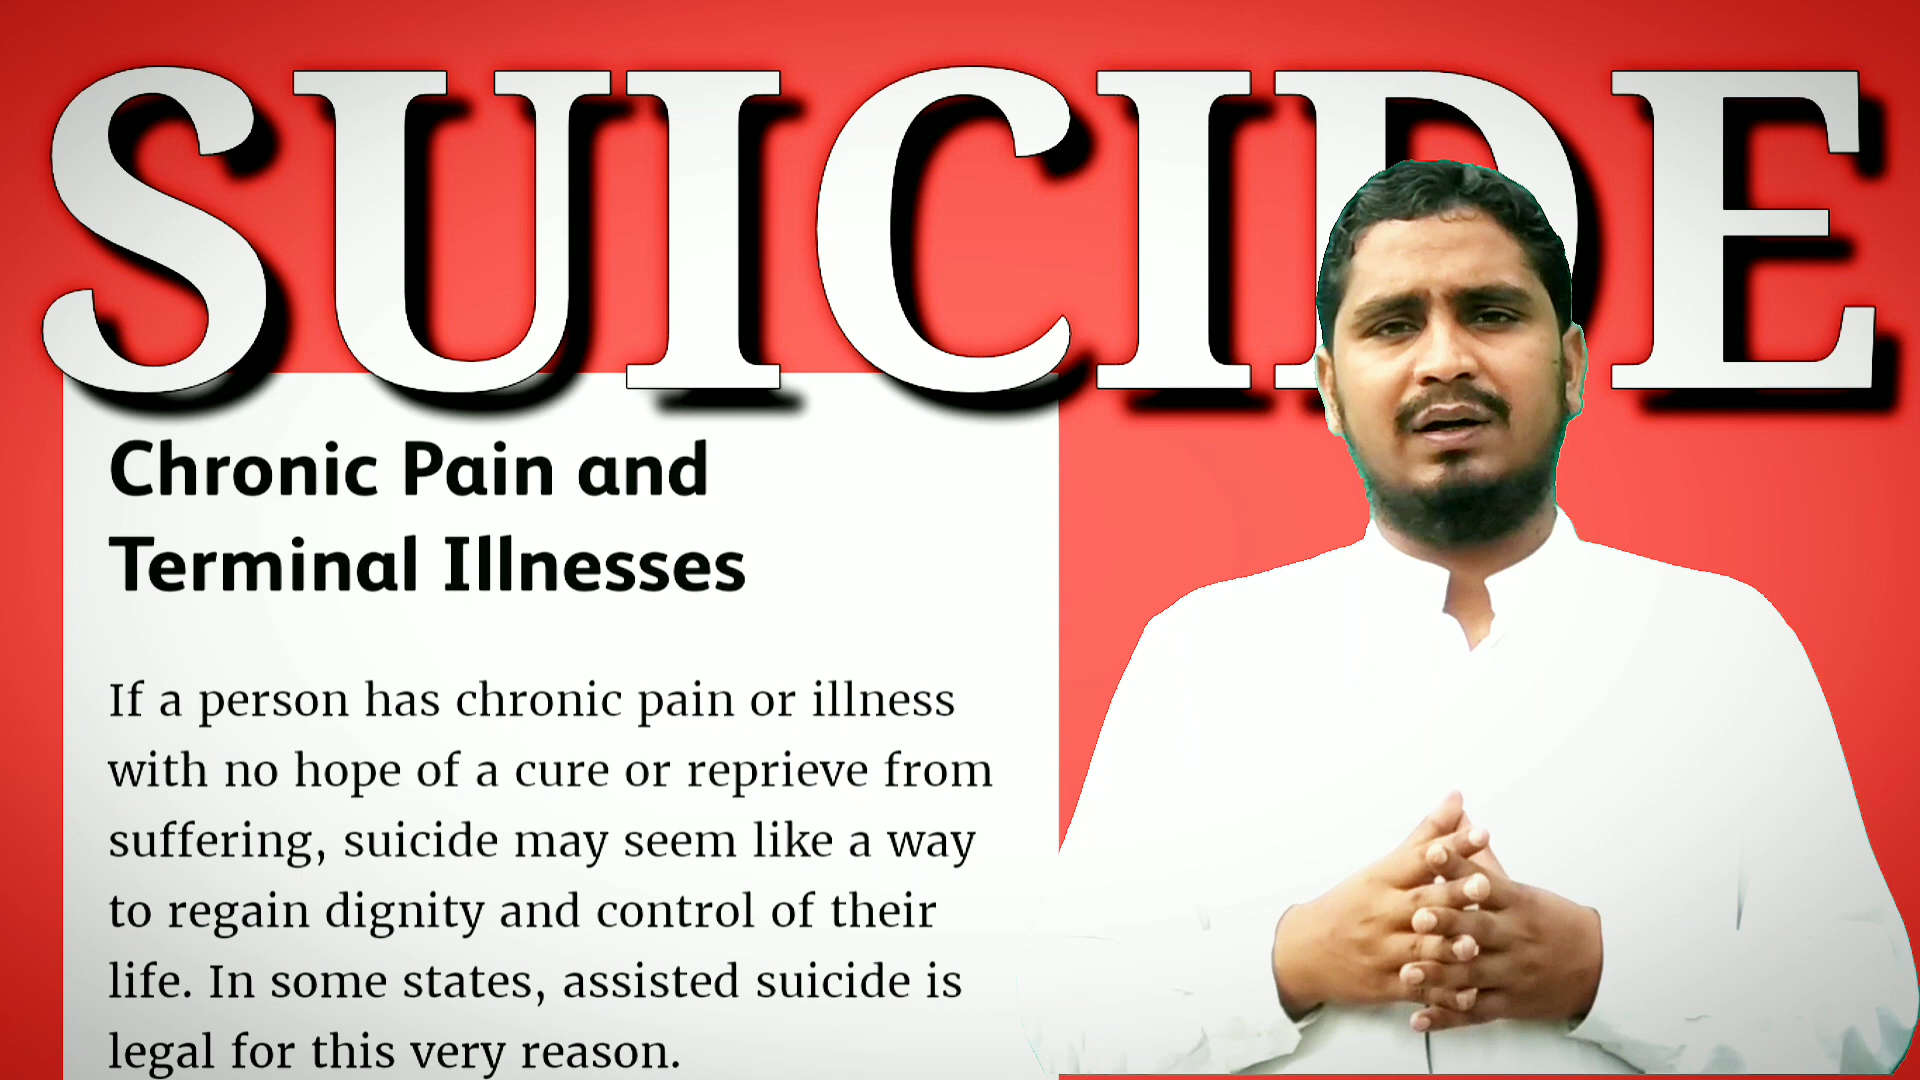 SUICIDE
Chronic Pain and
Terminal Illnesses
If a person has chronic pain or illness
with no hope of a cure or reprieve from
suffering, suicide may seem like a way
to regain dignity and control of their
life. In some states, assisted suicide is
legal for this very reason.